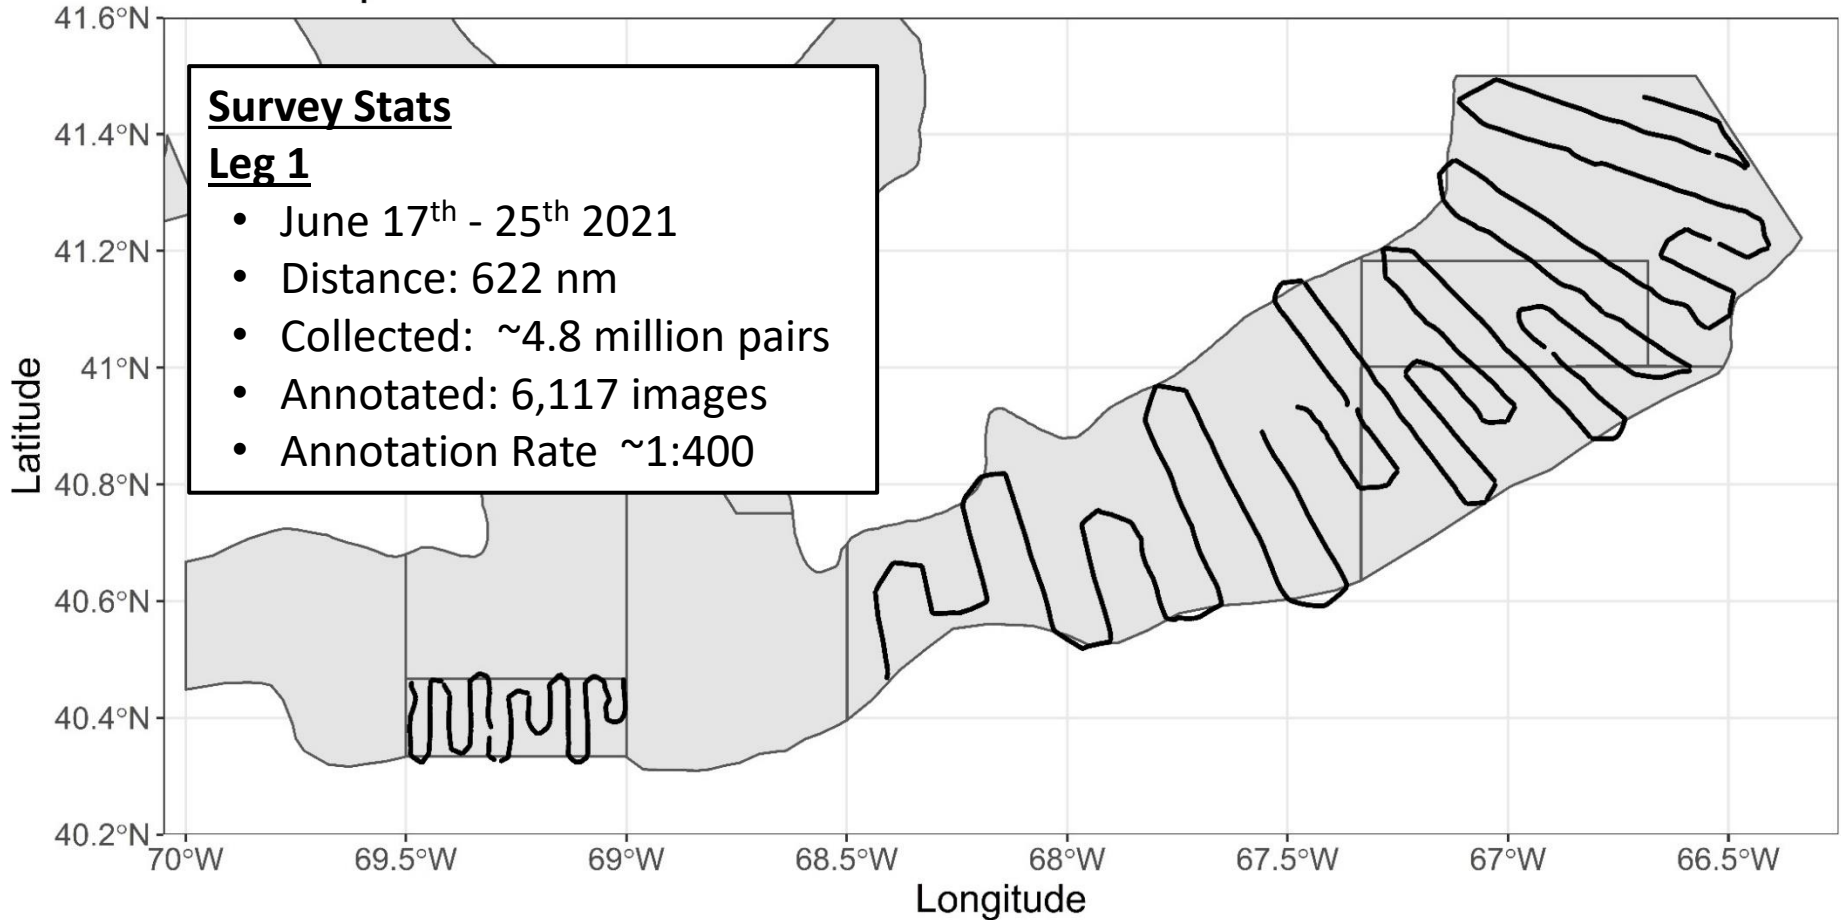 41.6°N
41.4°N
41.2°N
41°N
40.8°N
40.6°N
40.4°N
40.2°N
Latitude
Survey Stats
Leg 1
• June 17th - 25th 2021
• Distance: 622 nm
• Collected: ~4.8 million pairs
• Annotated: 6,117 images
• Annotation Rate ~1:400
70°W 69.5°W 69°W 68.5°W 68°W 67.5°W 67°W 66.5°W
Longitude